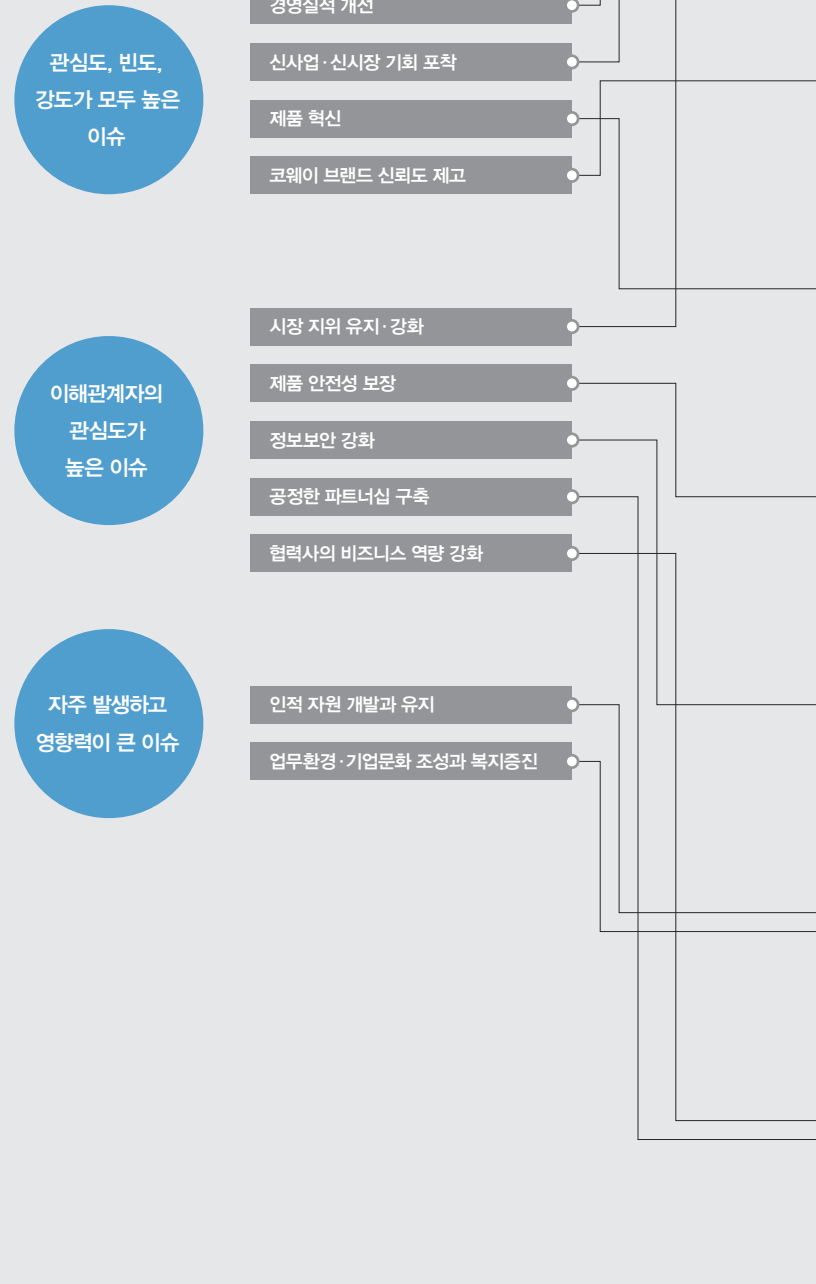 경영실적 개선
관심도, 빈도,
강도가 모두 높은
이슈
신사업·신시장 기회 포착
제품 혁신
코웨이 브랜드 신뢰도 제고
이해관계자의
관심도가
높은 이슈
시장 지위 유지·강화
제품 안전성 보장
정보보안 강화
공정한 파트너십 구축
협력사의 비즈니스 역량 강화
자주 발생하고
영향력이 큰 이슈
인적 자원 개발과 유지
업무환경·기업문화 조성과 복지증진